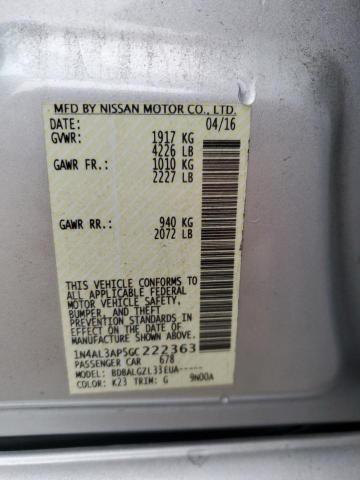 MFD BY NISSAN MOTOR CO., LTD.
DATE: 04/16
GVWR: 1917 KG
4226 LB
GAWR FR.: 1010 KG
2227 LB
GAWR RR.: 940 KG
2072 LB
THIS VEHICLE CONFORMS TO
ALL APPLICABLE FEDERAL
MOTOR VEHICLE SAFETY,
BUMPER, AND THEFT
PREVENTION STANDARDS
IN EFFECT ON THE DATE OF
MANUFACTURE SHOWN ABOVE.
1N4AL3AP5GC222363
PASSENGER CAR 678
MODEL: BDBALGZL33EUA-----
COLOR: K23 TRIM: G 9N00A